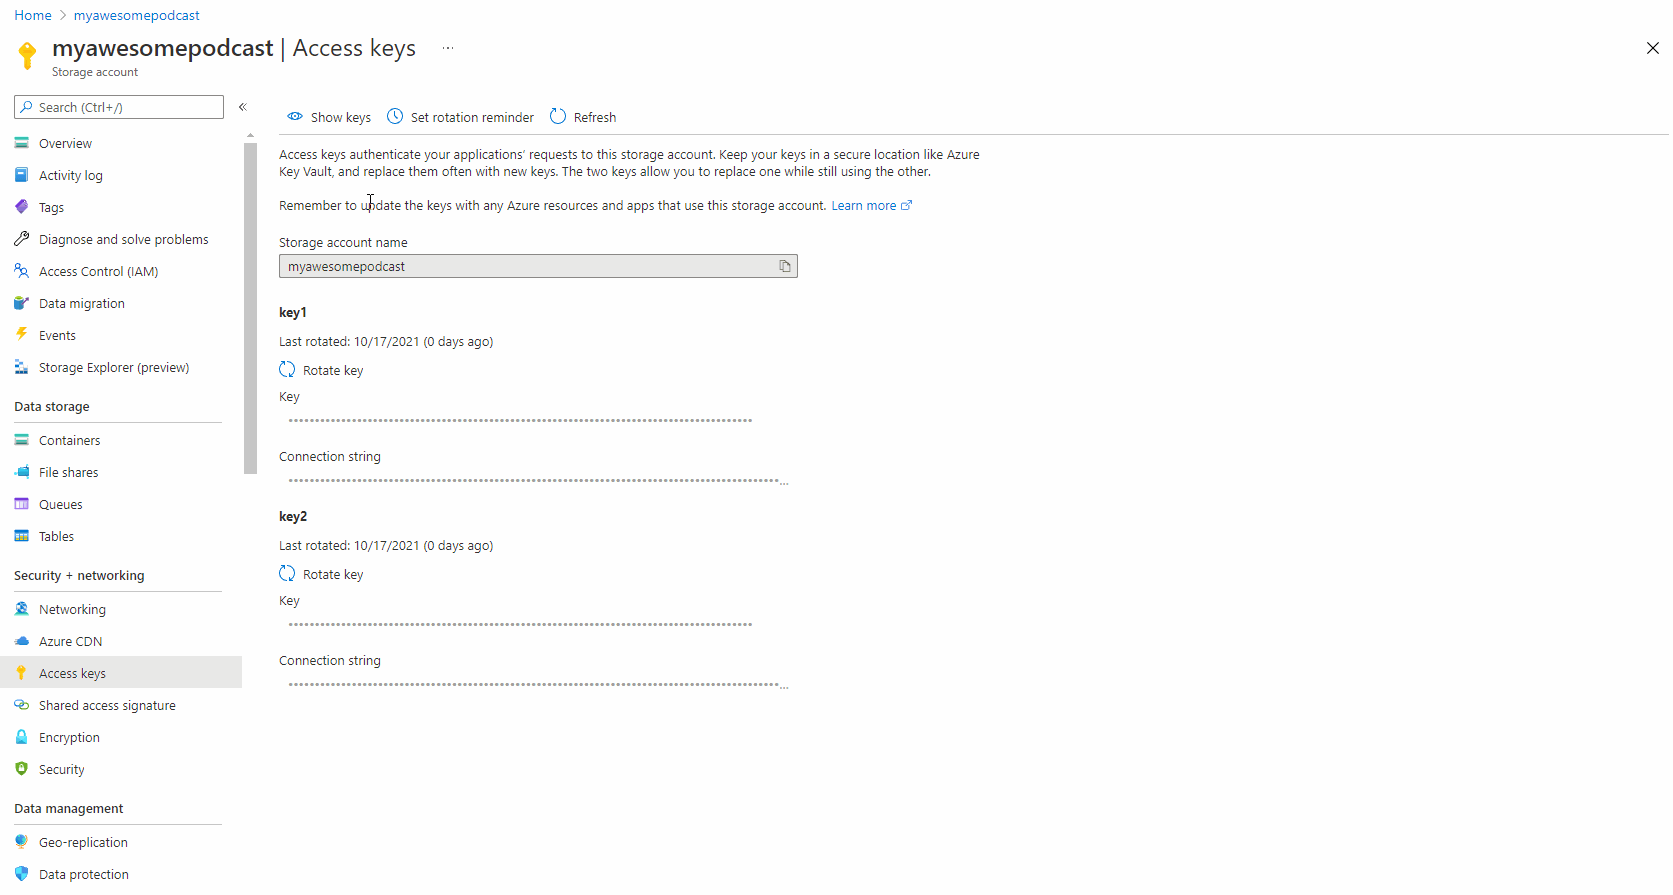 Home > myawesomepodcast
myawesomepodcast | Access keys ...
Storage account
Search (Ctrl+/)
«
Overview
Activity log
Tags
Diagnose and solve problems
Access Control (IAM)
Data migration
Events
Storage Explorer (preview)
Data storage
Containers
File shares
Queues
Tables
Security + networking
Networking
Azure CDN
Access keys
Shared access signature
Encryption
Security
Data management
Geo-replication
Data protection
Show keys Set rotation reminder Refresh
Access keys authenticate your applications' requests to this storage account. Keep your keys in a secure location like Azure
Key Vault, and replace them often with new keys. The two keys allow you to replace one while still using the other.
Remember to update the keys with any Azure resources and apps that use this storage account. Learn more
Storage account name
myawesomepodcast
key1
Last rotated: 10/17/2021 (0 days ago)
Rotate key
Key
Connection string
key2
Last rotated: 10/17/2021 (0 days ago)
Rotate key
Key
Connection string